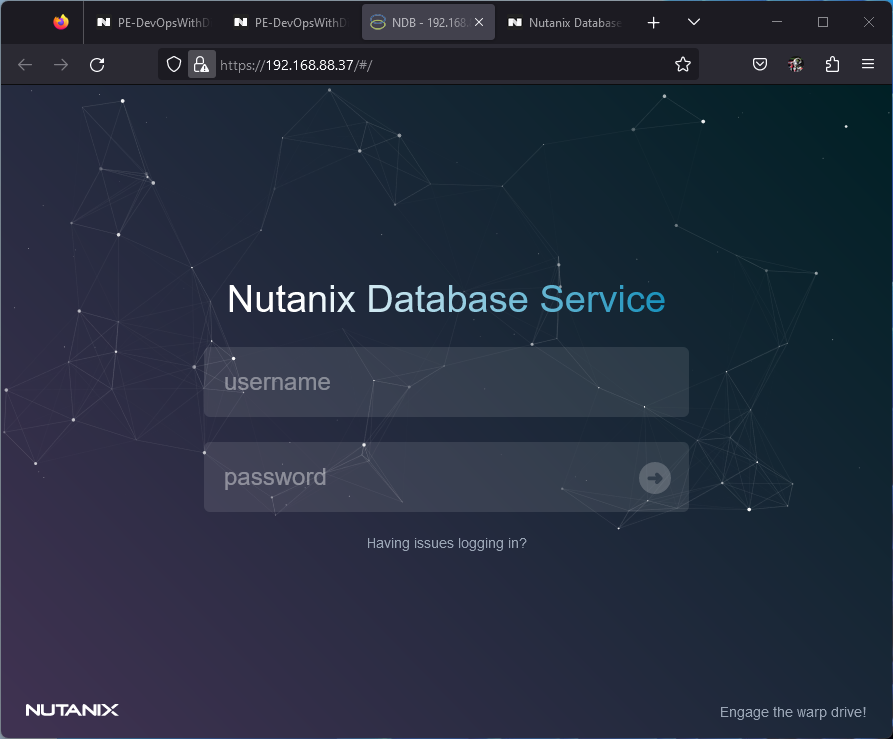 PE-DevOpsWithD
PE-DevOpsWithD
NDB - 192.168.
Nutanix Database
https://192.168.88.37/#/
Nutanix Database Service
username
password
Having issues logging in?
NUTANIX
Engage the warp drive!